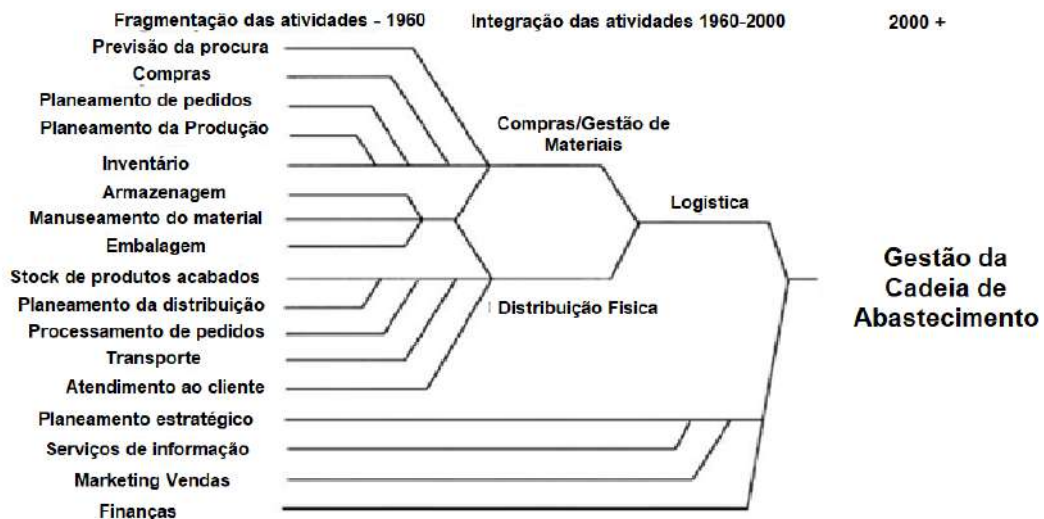 Fragmentação das atividades - 1960
Integração das atividades 1960-2000
2000 +
Previsão da procura
Compras
Planeamento de pedidos
Planeamento da Produção
Inventário
Armazenagem
Manuseamento do material
Embalagem
Stock de produtos acabados
Planeamento da distribuição
Processamento de pedidos
Transporte
Atendimento ao cliente
Planeamento estratégico
Serviços de informação
Marketing Vendas
Finanças
Compras/Gestão de
Materiais
Distribuição Fisica
Logistica
Gestão da
Cadeia de
Abastecimento